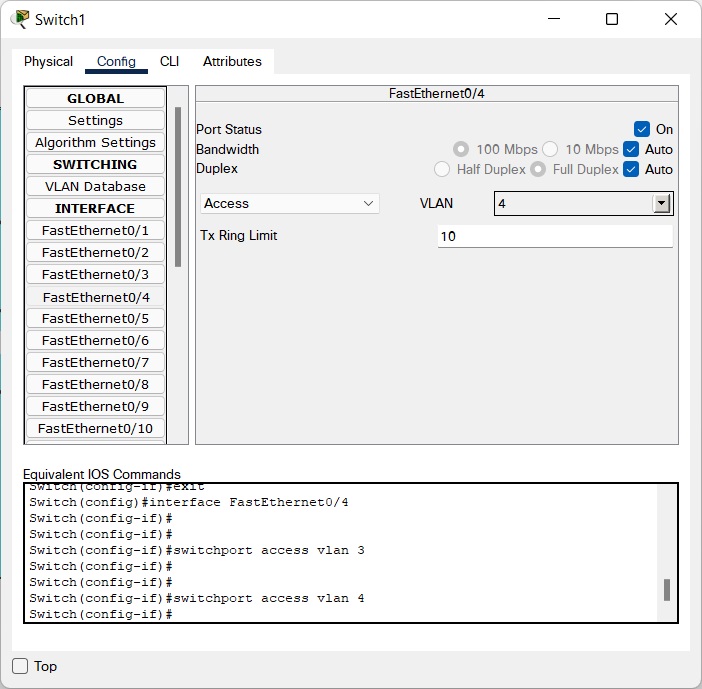 Switch1
Physical Config CLI Attributes
GLOBAL
Settings
Algorithm Settings
SWITCHING
VLAN Database
INTERFACE
FastEthernet0/1
FastEthernet0/2
FastEthernet0/3
FastEthernet0/4
FastEthernet0/5
FastEthernet0/6
FastEthernet0/7
FastEthernet0/8
FastEthernet0/9
FastEthernet0/10
FastEthernet0/4
Port Status On
Bandwidth 100 Mbps 10 Mbps Auto
Duplex Half Duplex Full Duplex Auto
Access VLAN 4
Tx Ring Limit 10
Equivalent IOS Commands
Switch(config-if)#exit
Switch(config)#interface FastEthernet0/4
Switch(config-if)#
Switch(config-if)#
Switch(config-if)#switchport access vlan 3
Switch(config-if)#
Switch(config-if)#
Switch(config-if)#switchport access vlan 4
Switch(config-if)#
Top